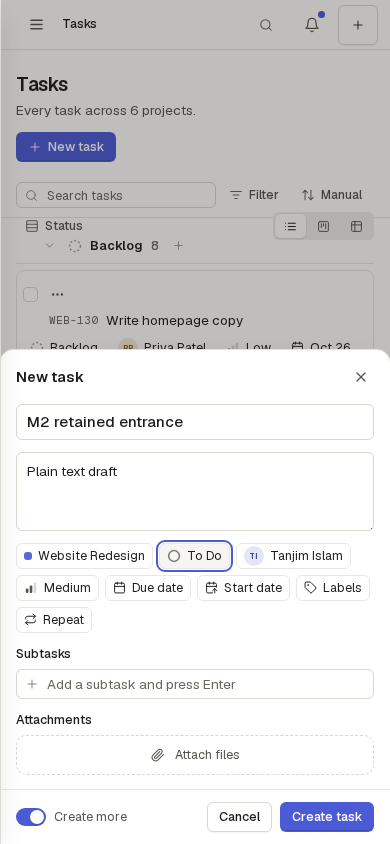 Tasks
Tasks
Every task across 6 projects.
New task
Search tasks
Filter
Manual
Status
Backlog 8
WEB-130 Write homepage copy
Backlog PP Priya Patel Low Oct 26
New task
M2 retained entrance
Plain text draft
Website Redesign
To Do
TI Tanjim Islam
Medium
Due date
Start date
Labels
Repeat
Subtasks
Add a subtask and press Enter
Attachments
Attach files
Create more
Cancel
Create task